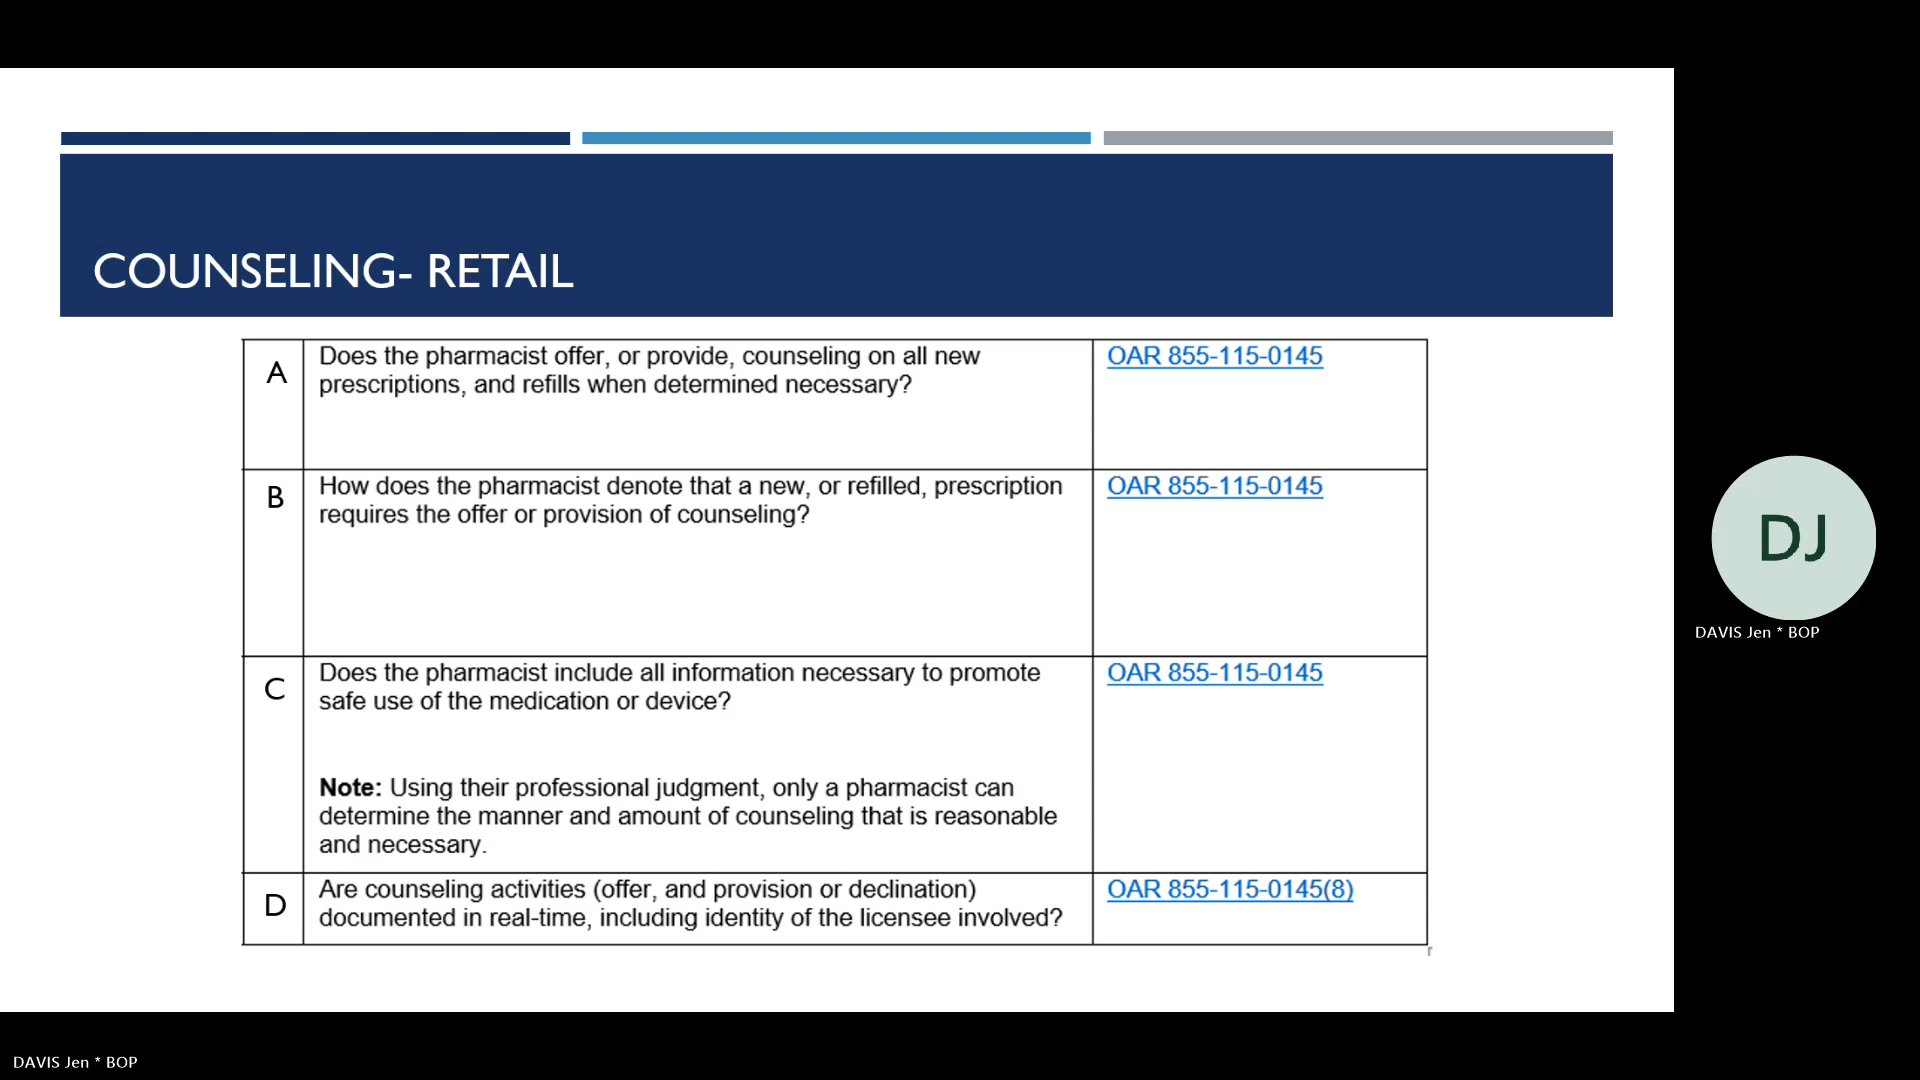 COUNSELING- RETAIL
A
Does the pharmacist offer, or provide, counseling on all new
prescriptions, and refills when determined necessary?
OAR 855-115-0145
B
How does the pharmacist denote that a new, or refilled, prescription
requires the offer or provision of counseling?
OAR 855-115-0145
C
Does the pharmacist include all information necessary to promote
safe use of the medication or device?
Note: Using their professional judgment, only a pharmacist can
determine the manner and amount of counseling that is reasonable
and necessary.
OAR 855-115-0145
D
Are counseling activities (offer, and provision or declination)
documented in real-time, including identity of the licensee involved?
OAR 855-115-0145(8)
r
DJ
DAVIS Jen * BOP
DAVIS Jen * BOP